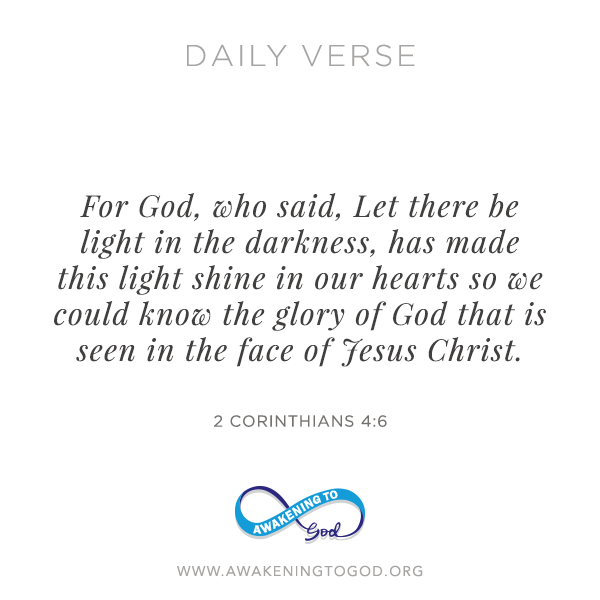 DAILY VERSE
For God, who said, Let there be
light in the darkness, has made
this light shine in our hearts so we
could know the glory of God that is
seen in the face of Jesus Christ.
2 CORINTHIANS 4:6
AWAKENING TO
God
WWW.AWAKENINGTOGOD.ORG